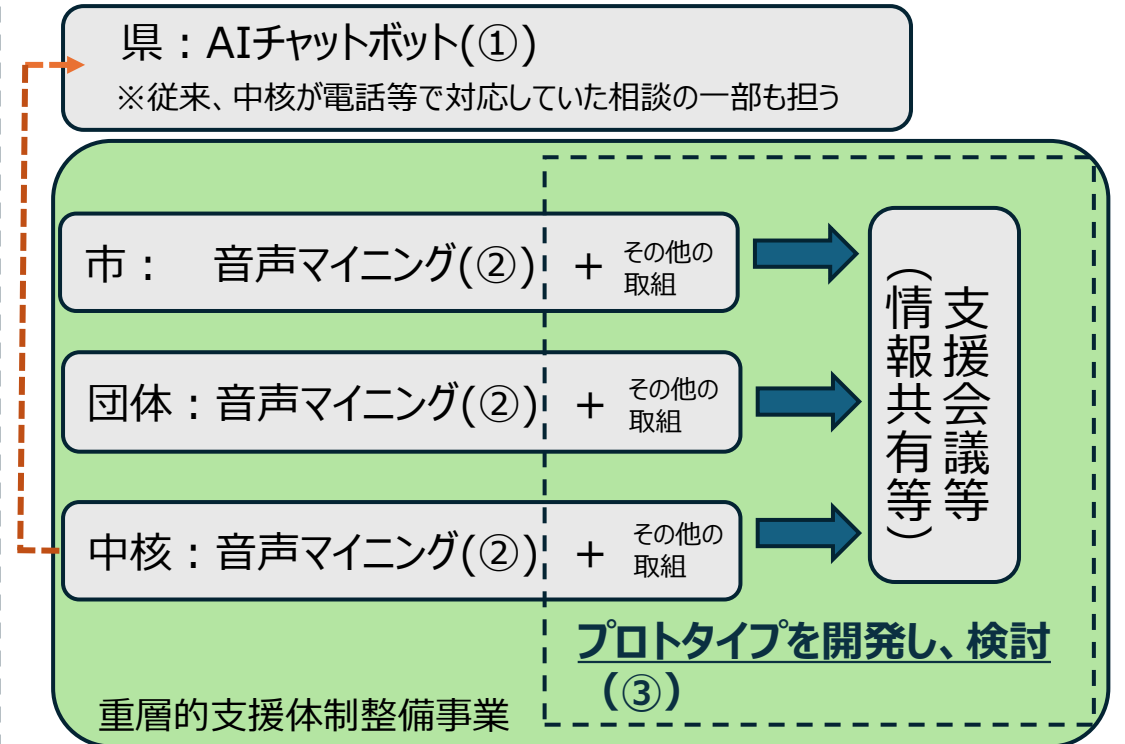 県：AIチャットボット(①)
※従来、中核が電話等で対応していた相談の一部も担う
市： 音声マイニング(②) + その他の
取組
団体：音声マイニング(②) + その他の
取組
中核：音声マイニング(②) + その他の
取組
支援会議等
(情報共有等)
プロトタイプを開発し、検討
(③)
重層的支援体制整備事業